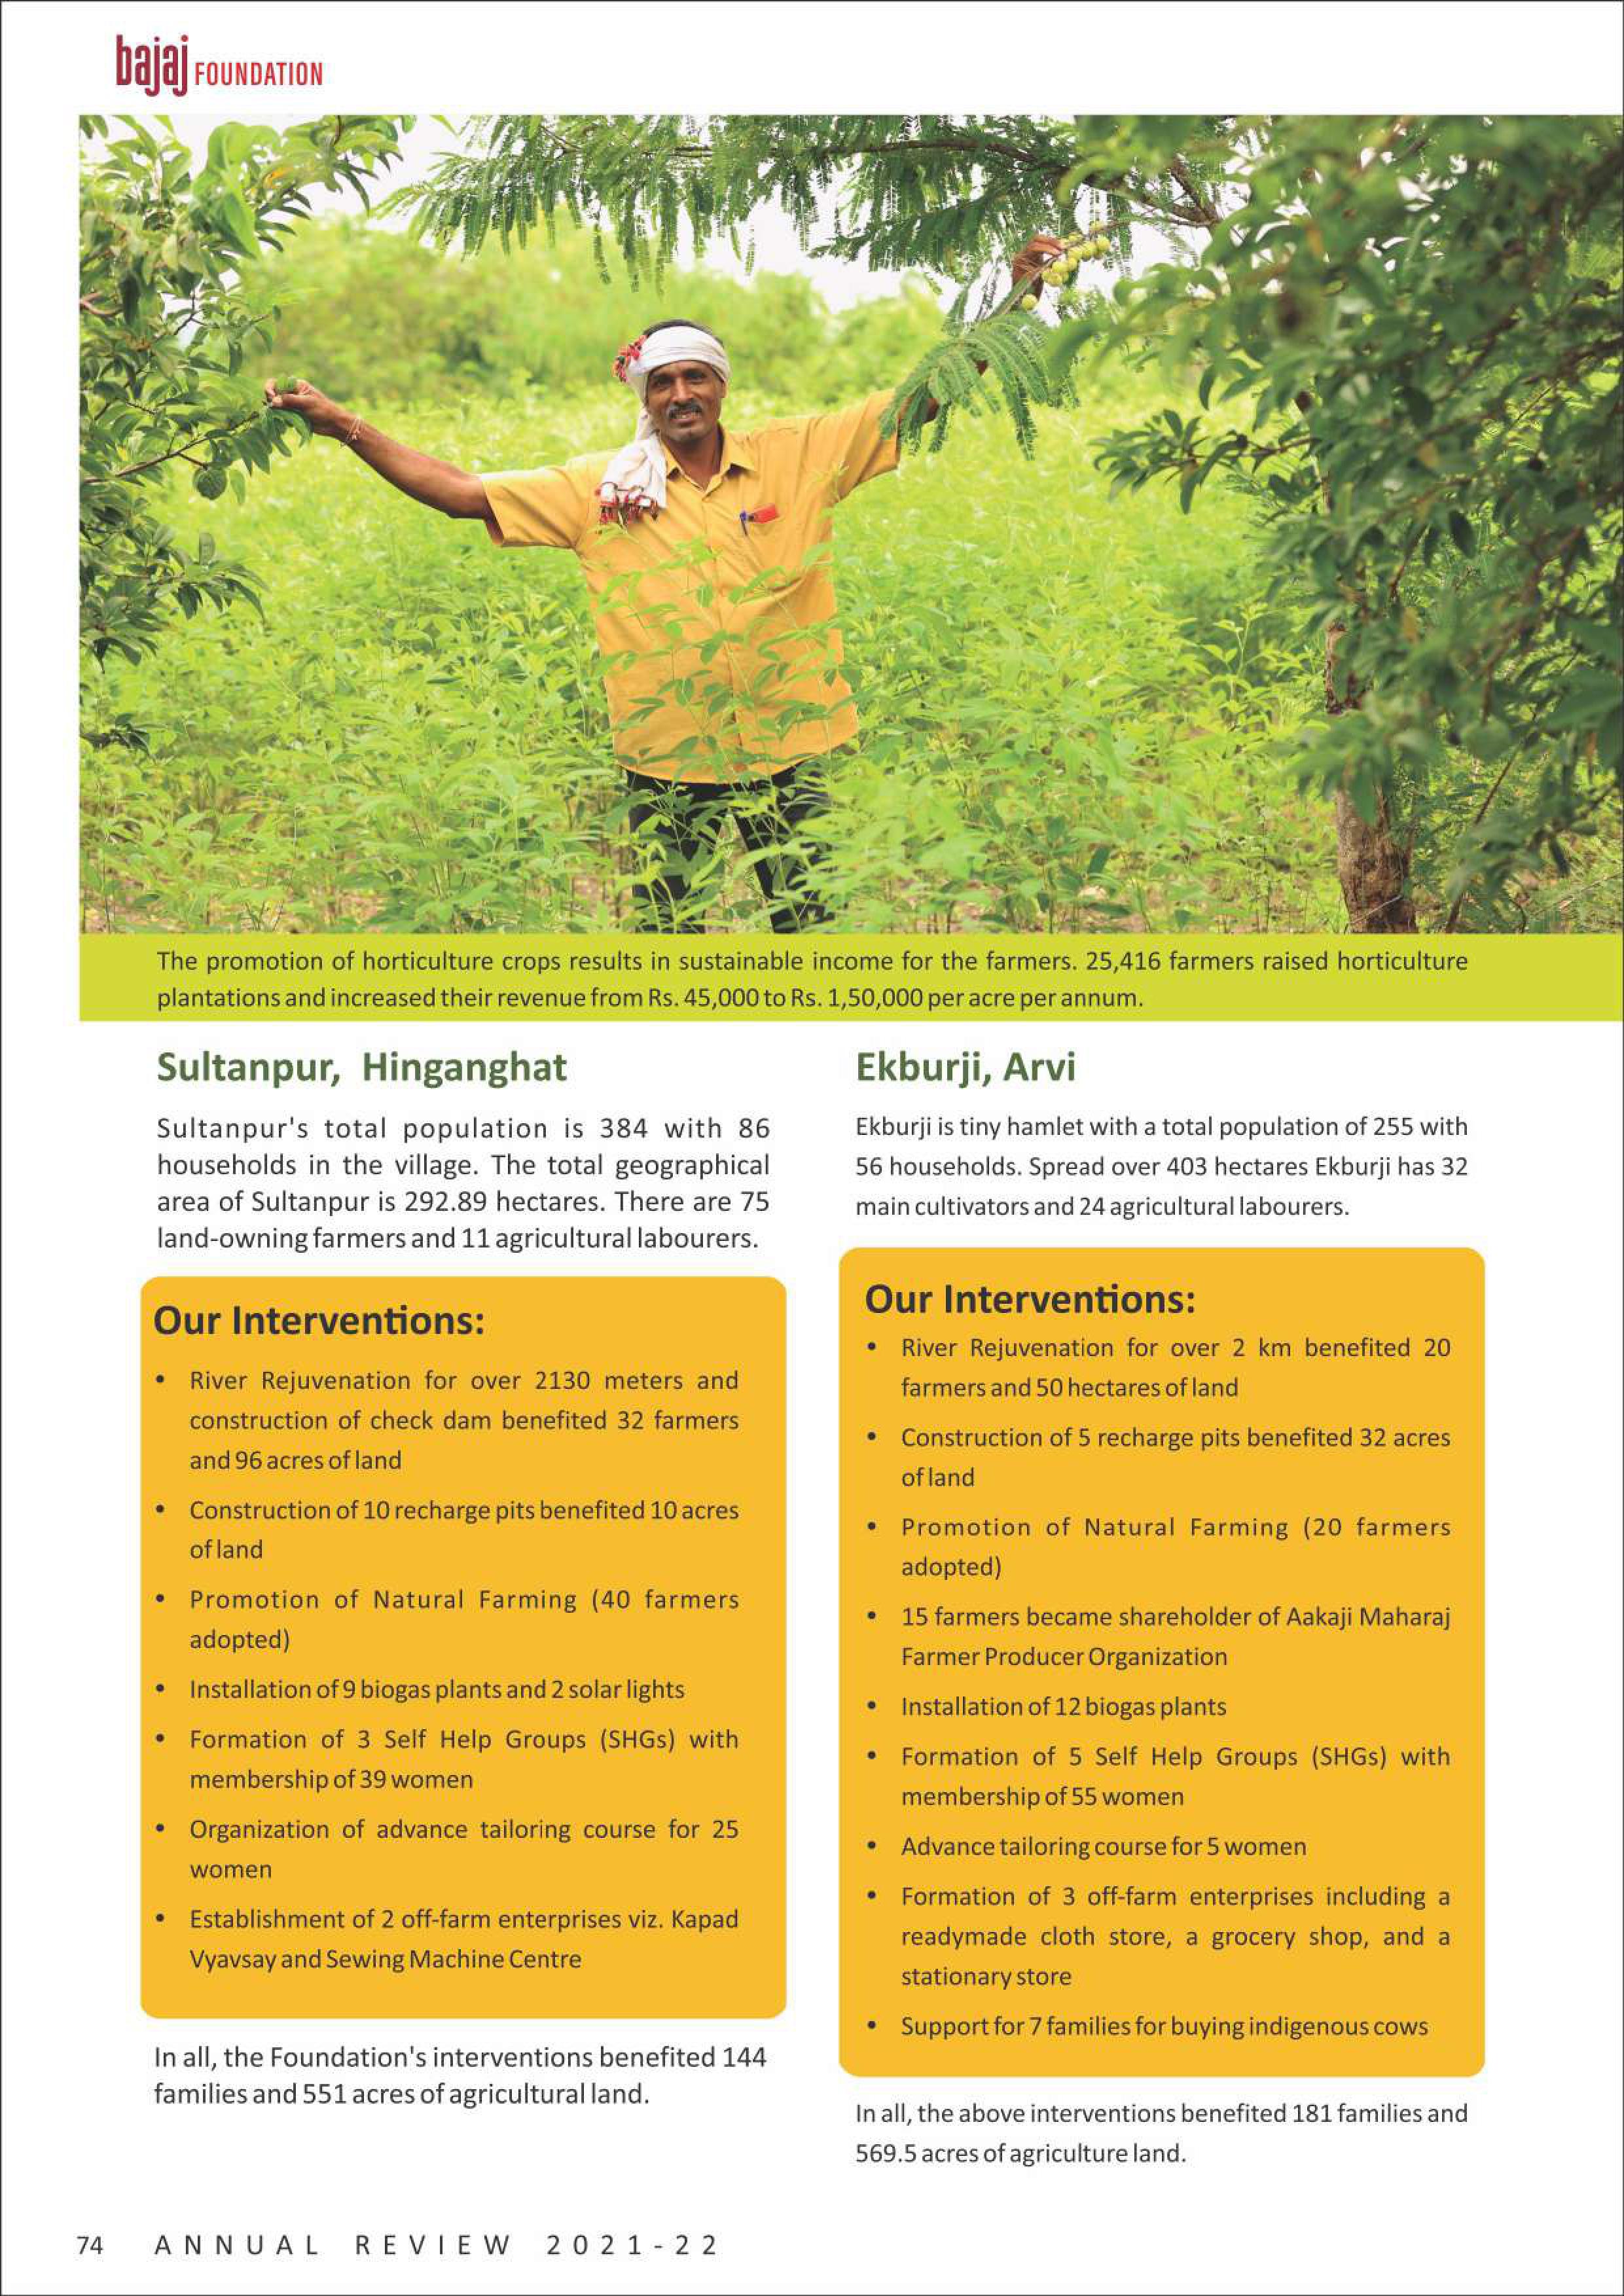 bajaj FOUNDATION
The promotion of horticulture crops results in sustainable income for the farmers. 25,416 farmers raised horticulture
plantations and increased their revenue from Rs. 45,000 to Rs. 1,50,000 per acre per annum.
Sultanpur, Hinganghat
Sultanpur's total population is 384 with 86
households in the village. The total geographical
area of Sultanpur is 292.89 hectares. There are 75
land-owning farmers and 11 agricultural labourers.
Our Interventions:
• River Rejuvenation for over 2130 meters and
construction of check dam benefited 32 farmers
and 96 acres of land
• Construction of 10 recharge pits benefited 10 acres
of land
• Promotion of Natural Farming (40 farmers
adopted)
• Installation of 9 biogas plants and 2 solar lights
• Formation of 3 Self Help Groups (SHGs) with
membership of 39 women
• Organization of advance tailoring course for 25
women
• Establishment of 2 off-farm enterprises viz. Kapad
Vyavsay and Sewing Machine Centre
In all, the Foundation's interventions benefited 144
families and 551 acres of agricultural land.
Ekburji, Arvi
Ekburji is tiny hamlet with a total population of 255 with
56 households. Spread over 403 hectares Ekburji has 32
main cultivators and 24 agricultural labourers.
Our Interventions:
• River Rejuvenation for over 2 km benefited 20
farmers and 50 hectares of land
• Construction of 5 recharge pits benefited 32 acres
of land
• Promotion of Natural Farming (20 farmers
adopted)
• 15 farmers became shareholder of Aakaji Maharaj
Farmer Producer Organization
• Installation of 12 biogas plants
• Formation of 5 Self Help Groups (SHGs) with
membership of 55 women
• Advance tailoring course for 5 women
• Formation of 3 off-farm enterprises including a
readymade cloth store, a grocery shop, and a
stationary store
• Support for 7 families for buying indigenous cows
In all, the above interventions benefited 181 families and
569.5 acres of agriculture land.
74 ANNUAL REVIEW 2021-22